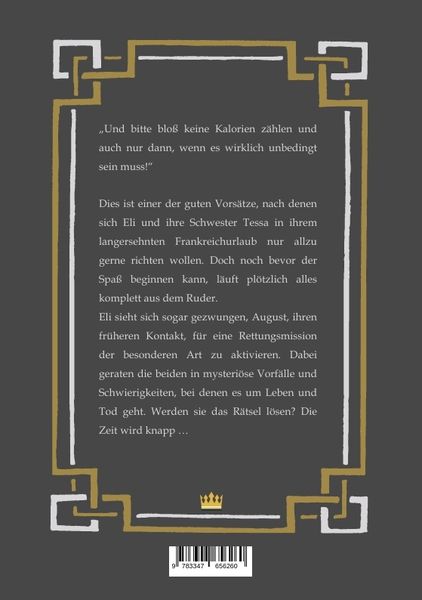 „Und bitte bloß keine Kalorien zählen und
auch nur dann, wenn es wirklich unbedingt
sein muss!“
Dies ist einer der guten Vorsätze, nach denen
sich Eli und ihre Schwester Tessa in ihrem
langersehnten Frankreichurlaub nur allzu
gerne richten wollen. Doch noch bevor der
Spaß beginnen kann, läuft plötzlich alles
komplett aus dem Ruder.
Eli sieht sich sogar gezwungen, August, ihren
früheren Kontakt, für eine Rettungsmission
der besonderen Art zu aktivieren. Dabei
geraten die beiden in mysteriöse Vorfälle und
Schwierigkeiten, bei denen es um Leben und
Tod geht. Werden sie das Rätsel lösen? Die
Zeit wird knapp …
9 783347 656260